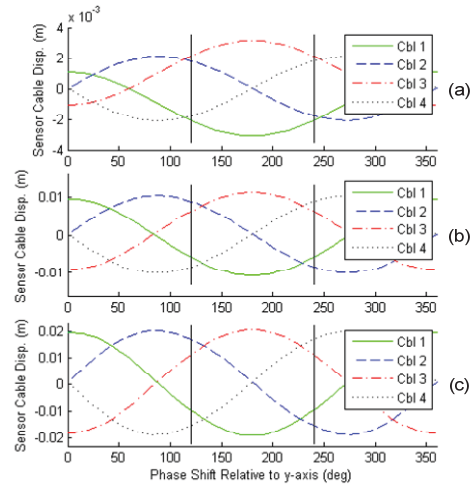 x 10^-3
4
2
0
-2
-4
Sensor Cable Disp. (m)
0 50 100 150 200 250 300 350
Cbl 1
Cbl 2
Cbl 3
Cbl 4
(a)
0.01
0
-0.01
Sensor Cable Disp. (m)
0 50 100 150 200 250 300 350
Cbl 1
Cbl 2
Cbl 3
Cbl 4
(b)
0.02
0.01
0
-0.01
-0.02
Sensor Cable Disp. (m)
0 50 100 150 200 250 300 350
Cbl 1
Cbl 2
Cbl 3
Cbl 4
(c)
Phase Shift Relative to y-axis (deg)